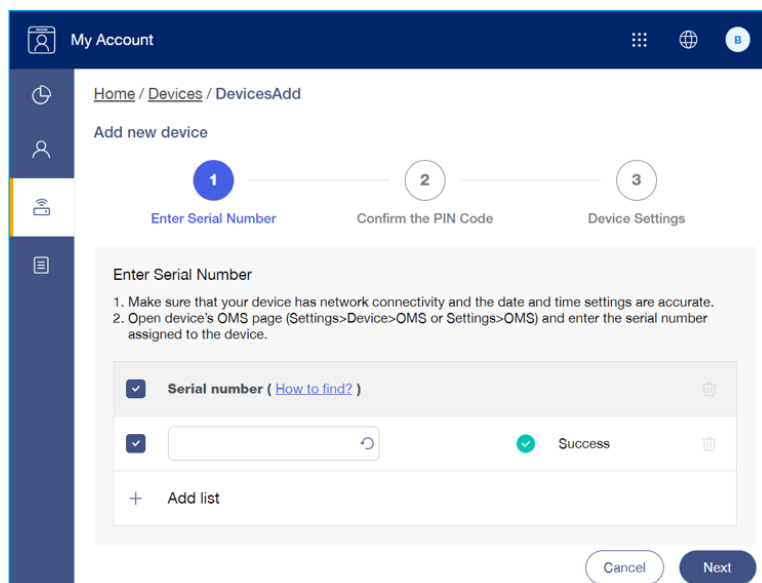 My Account
B
Home / Devices / DevicesAdd
Add new device
1
2
3
Enter Serial Number
Confirm the PIN Code
Device Settings
Enter Serial Number
1. Make sure that your device has network connectivity and the date and time settings are accurate.
2. Open device's OMS page (Settings>Device>OMS or Settings>OMS) and enter the serial number
assigned to the device.
Serial number ( How to find? )
Success
Add list
Cancel
Next